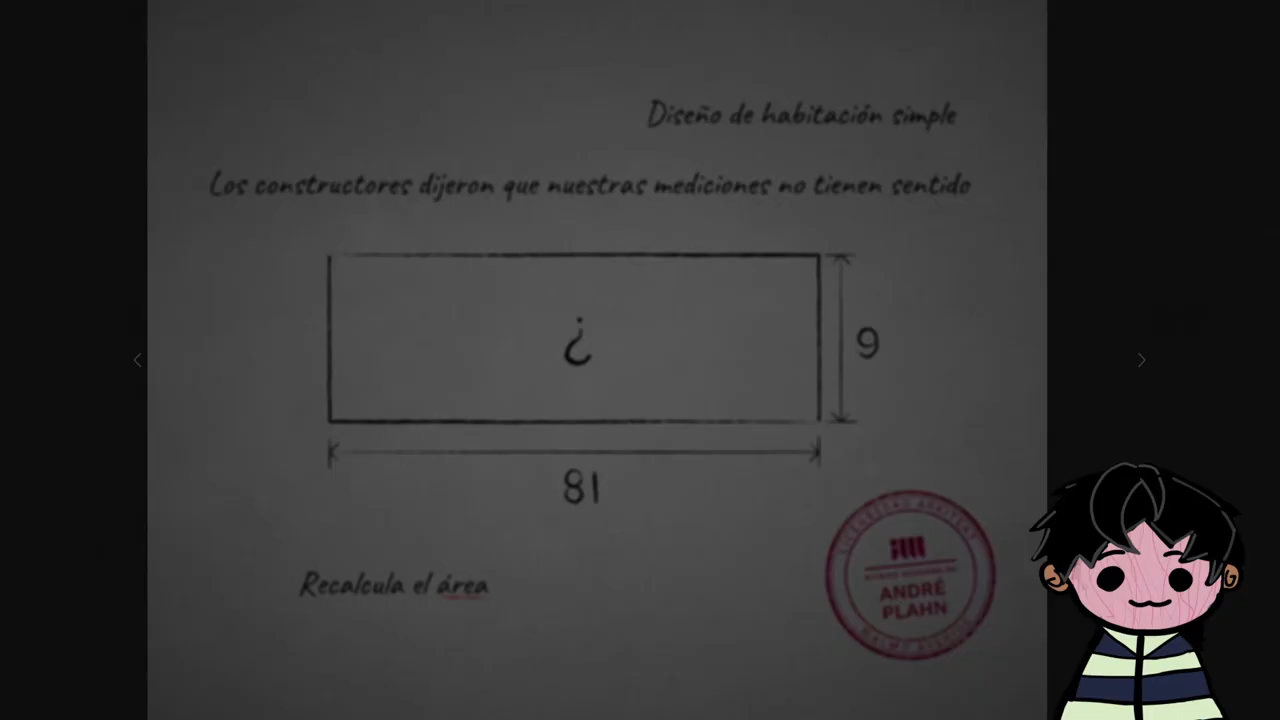 Diseño de habitación simple
Los constructores dijeron que nuestras mediciones no tienen sentido
¿
9
81
Recalcula el área
ANDRÉ
PLAHN